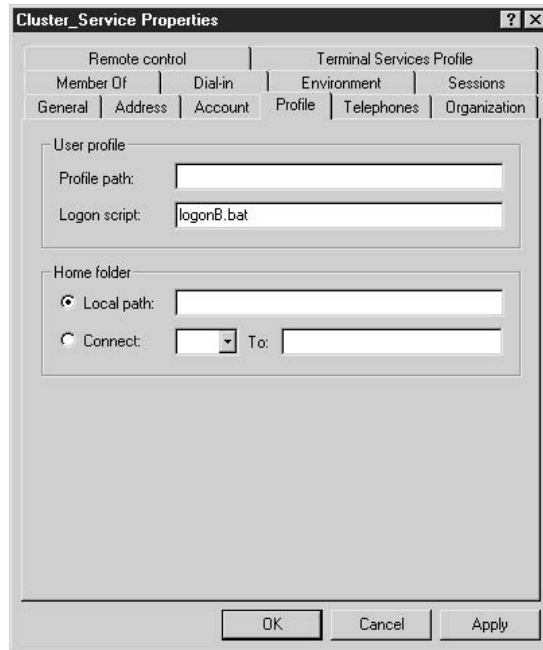 Cluster_Service Properties
Remote control Terminal Services Profile
Member Of Dial-in Environment Sessions
General Address Account Profile Telephones Organization
User profile
Profile path:
Logon script: logonB.bat
Home folder
Local path:
Connect: To:
OK Cancel Apply